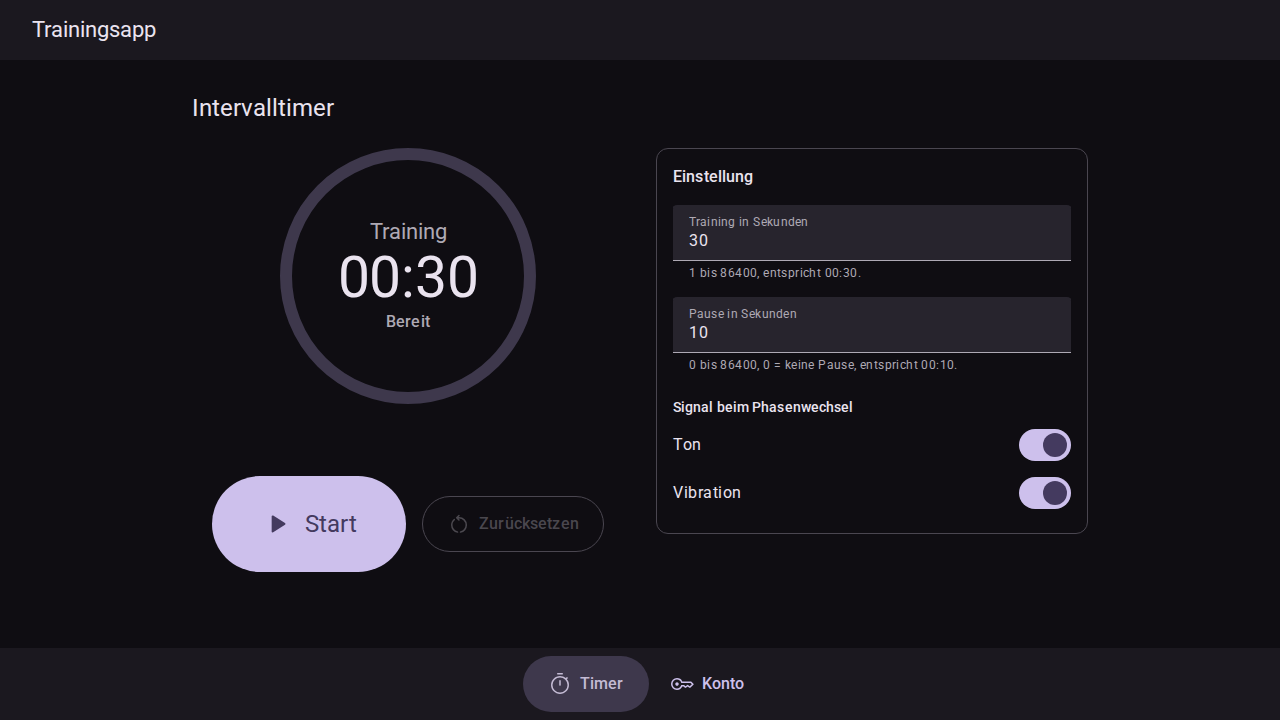 Trainingsapp
Intervalltimer
Training
00:30
Bereit
Start
Zurücksetzen
Einstellung
Training in Sekunden
30
1 bis 86400, entspricht 00:30.
Pause in Sekunden
10
0 bis 86400, 0 = keine Pause, entspricht 00:10.
Signal beim Phasenwechsel
Ton
Vibration
Timer
Konto